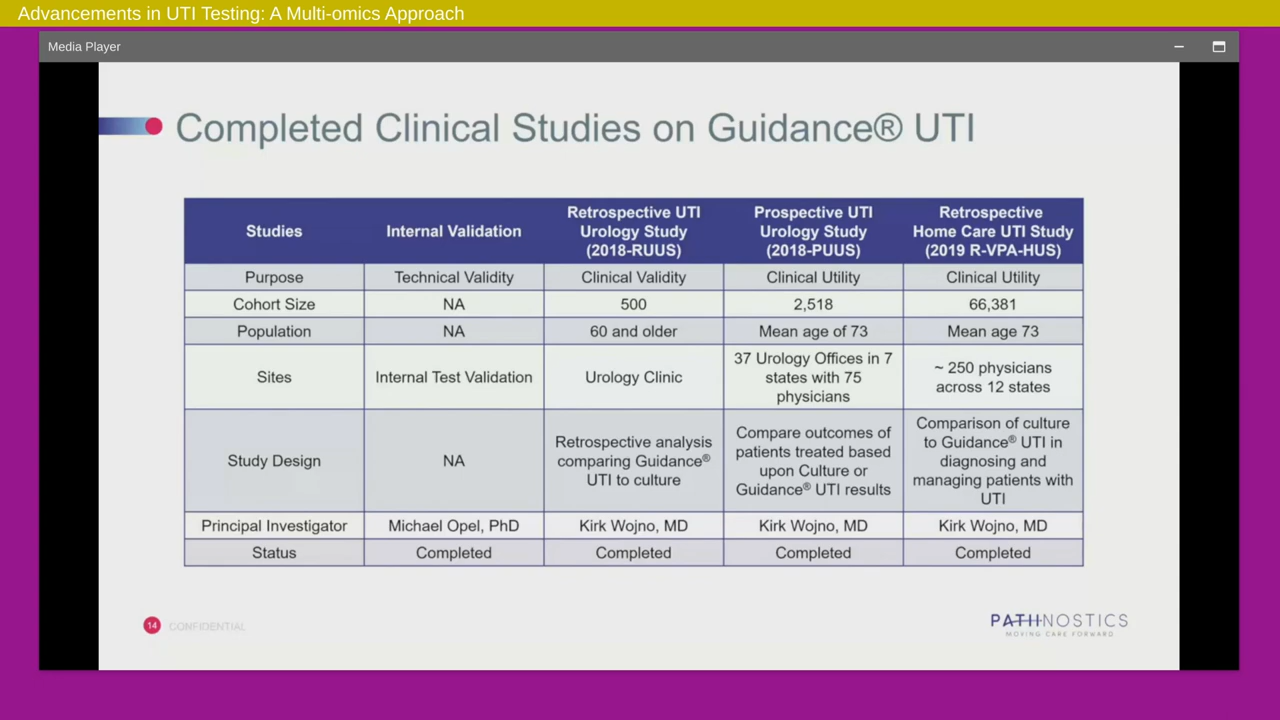 Advancements in UTI Testing: A Multi-omics Approach
Media Player
Completed Clinical Studies on Guidance® UTI
Studies
Internal Validation
Retrospective UTI
Urology Study
(2018-RUUS)
Prospective UTI
Urology Study
(2018-PUUS)
Retrospective
Home Care UTI Study
(2019 R-VPA-HUS)
Purpose
Technical Validity
Clinical Validity
Clinical Utility
Clinical Utility
Cohort Size
NA
500
2,518
66,381
Population
NA
60 and older
Mean age of 73
Mean age 73
Sites
Internal Test Validation
Urology Clinic
37 Urology Offices in 7
states with 75
physicians
~ 250 physicians
across 12 states
Study Design
NA
Retrospective analysis
comparing Guidance®
UTI to culture
Compare outcomes of
patients treated based
upon Culture or
Guidance® UTI results
Comparison of culture
to Guidance® UTI in
diagnosing and
managing patients with
UTI
Principal Investigator
Michael Opel, PhD
Kirk Wojno, MD
Kirk Wojno, MD
Kirk Wojno, MD
Status
Completed
Completed
Completed
Completed
14 CONFIDENTIAL
PATHNOSTICS
MOVING CARE FORWARD